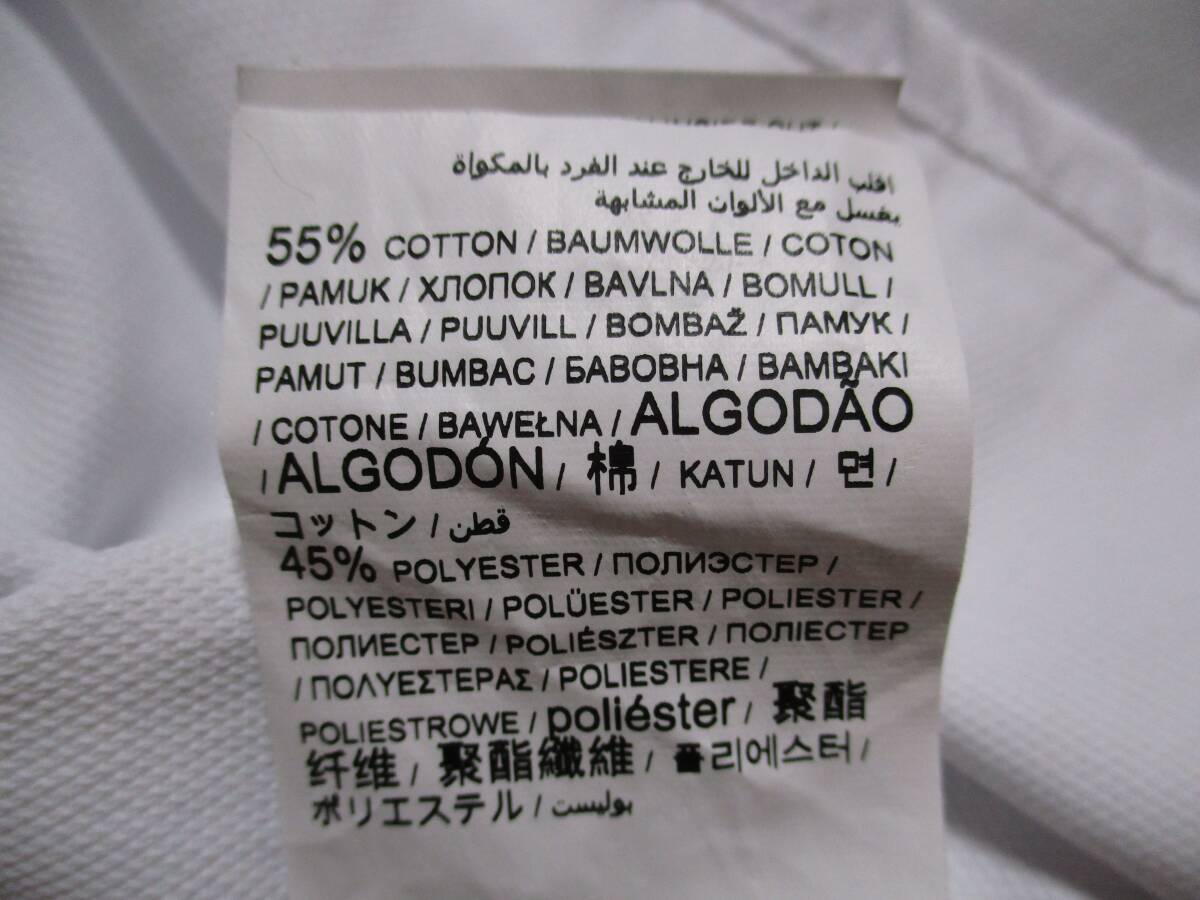 اقلب الداخل للخارج عند الفرد بالمكواة
يغسل مع الألوان المشابهة
55% COTTON / BAUMWOLLE / COTON
/ PAMUK / ХЛОПОК / BAVLNA / BOMULL /
PUUVILLA / PUUVILL / BOMBAŽ / ПАМУК /
PAMUT / BUMBAC / БАВОВНА / BAMBAKI
/ COTONE / BAWEŁNA / ALGODÃO
/ ALGODÓN / 棉 / KATUN / 면 /
コットン / قطن
45% POLYESTER / ПОЛИЭСТЕР /
POLYESTERI / POLÜESTER / POLIESTER /
ПОЛИЕСТЕР / POLIÉSZTER / ПОЛІЕСТЕР
/ ΠΟΛΥΕΣΤΕΡΑΣ / POLIESTERE /
POLIESTROWE / poliéster / 聚酯
纤维 / 聚酯纖維 / 폴리에스터 /
ポリエステル / بوليست